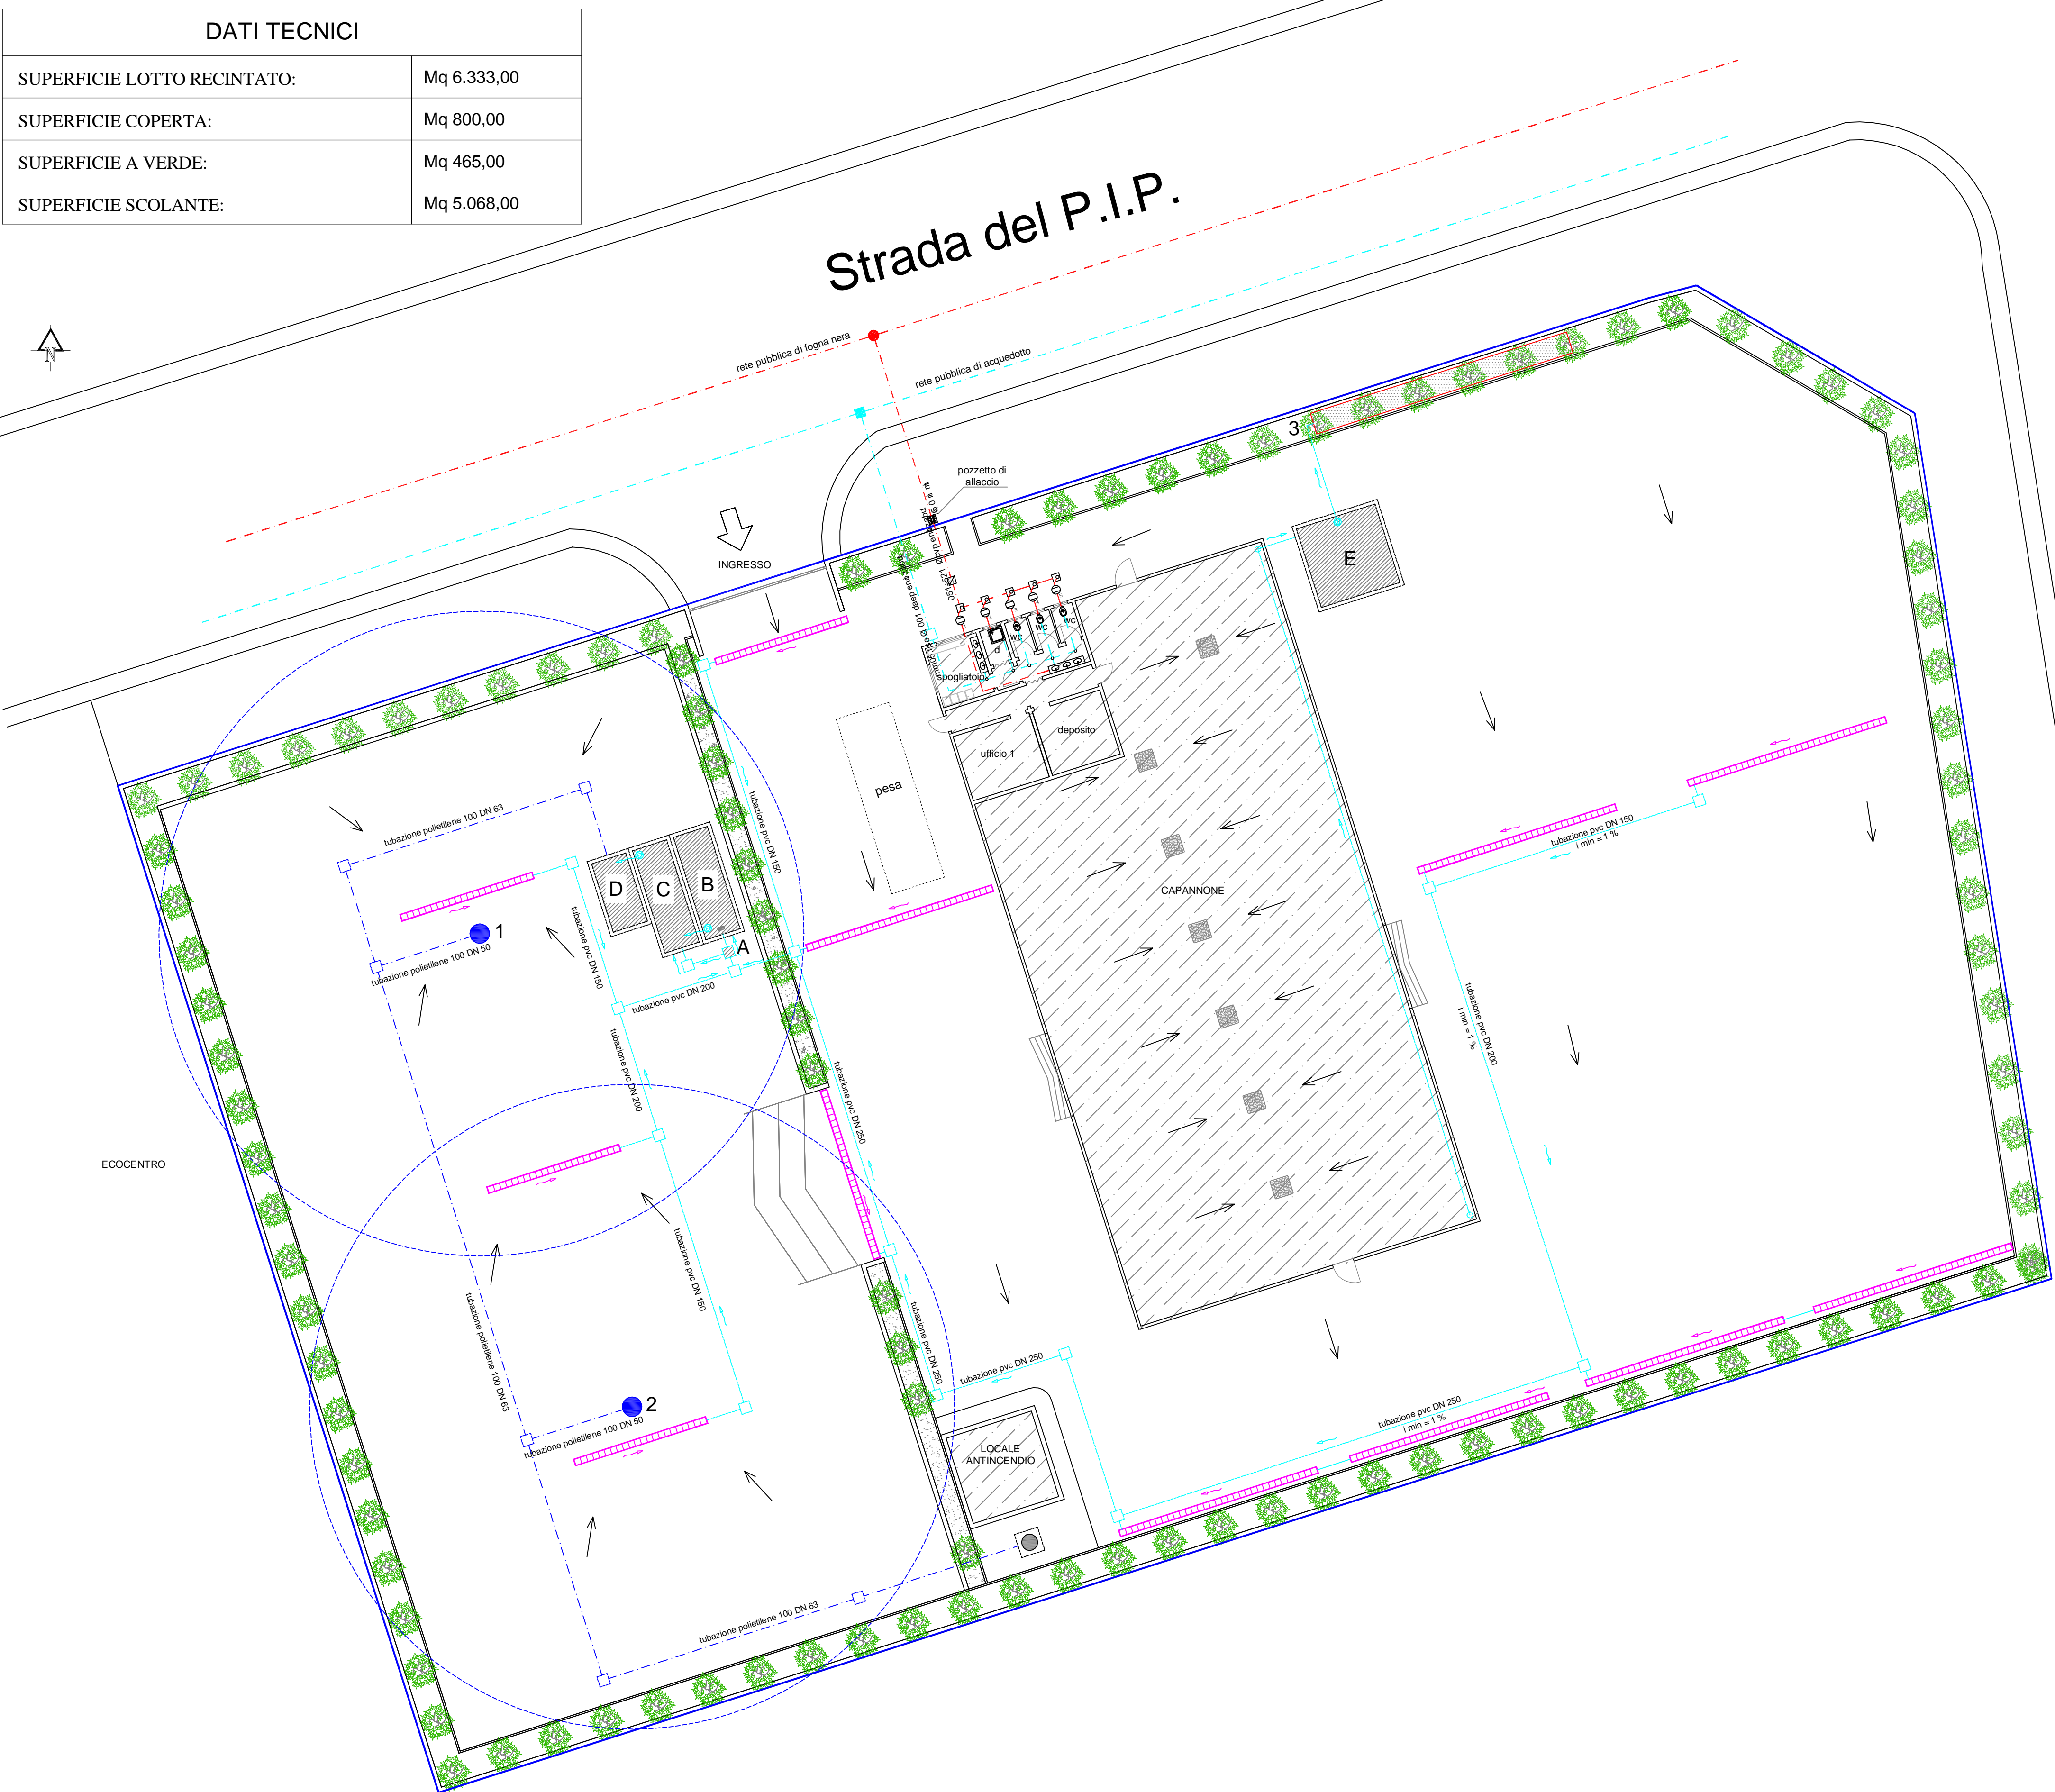 DATI TECNICI
SUPERFICIE LOTTO RECINTATO: Mq 6.333,00
SUPERFICIE COPERTA: Mq 800,00
SUPERFICIE A VERDE: Mq 465,00
SUPERFICIE SCOLANTE: Mq 5.068,00
Strada del P.I.P.
N
rete pubblica di fogna nera
rete pubblica di acquedotto
pozzetto di
allaccio
INGRESSO
3
E
WC
WC
WC
d
spogliatoio
ufficio 1
deposito
pesa
CAPANNONE
tubazione polietilene 100 DN 63
tubazione pvc DN 150
D
C
B
A
1
tubazione polietilene 100 DN 50
tubazione pvc DN 150
tubazione pvc DN 200
tubazione pvc DN 200
tubazione pvc DN 250
tubazione pvc DN 150
i min = 1 %
tubazione pvc DN 200
i min = 1 %
ECOCENTRO
tubazione pvc DN 150
tubazione polietilene 100 DN 63
tubazione pvc DN 250
tubazione pvc DN 250
2
tubazione polietilene 100 DN 50
tubazione pvc DN 250
i min = 1 %
LOCALE
ANTINCENDIO
tubazione polietilene 100 DN 63